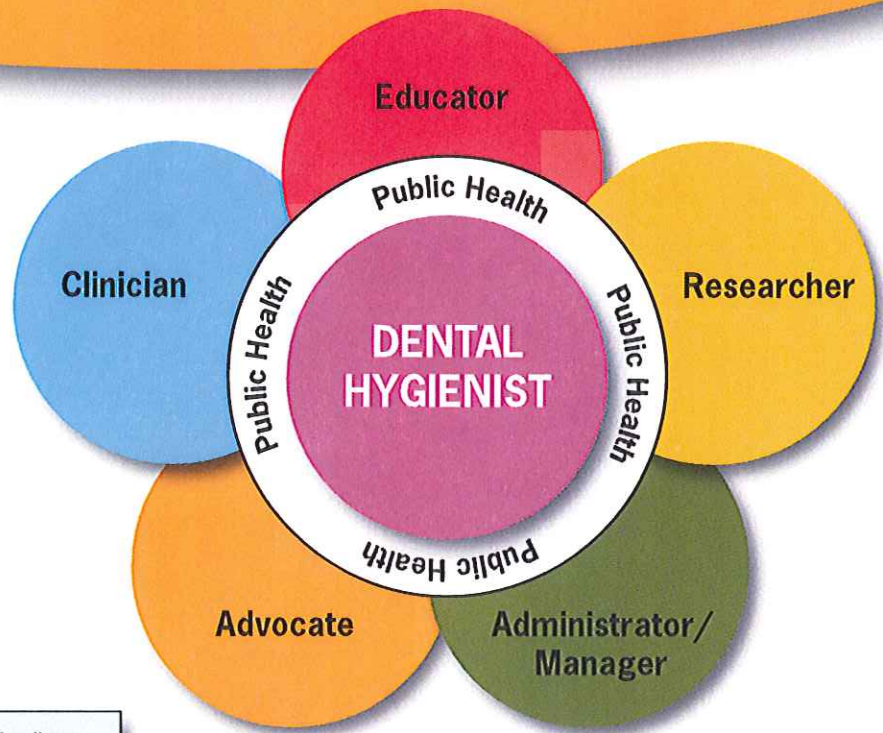 Educator
Public Health
Clinician
Public Health
DENTAL
HYGIENIST
Public Health
Researcher
Public Health
Advocate
Administrator/
Manager